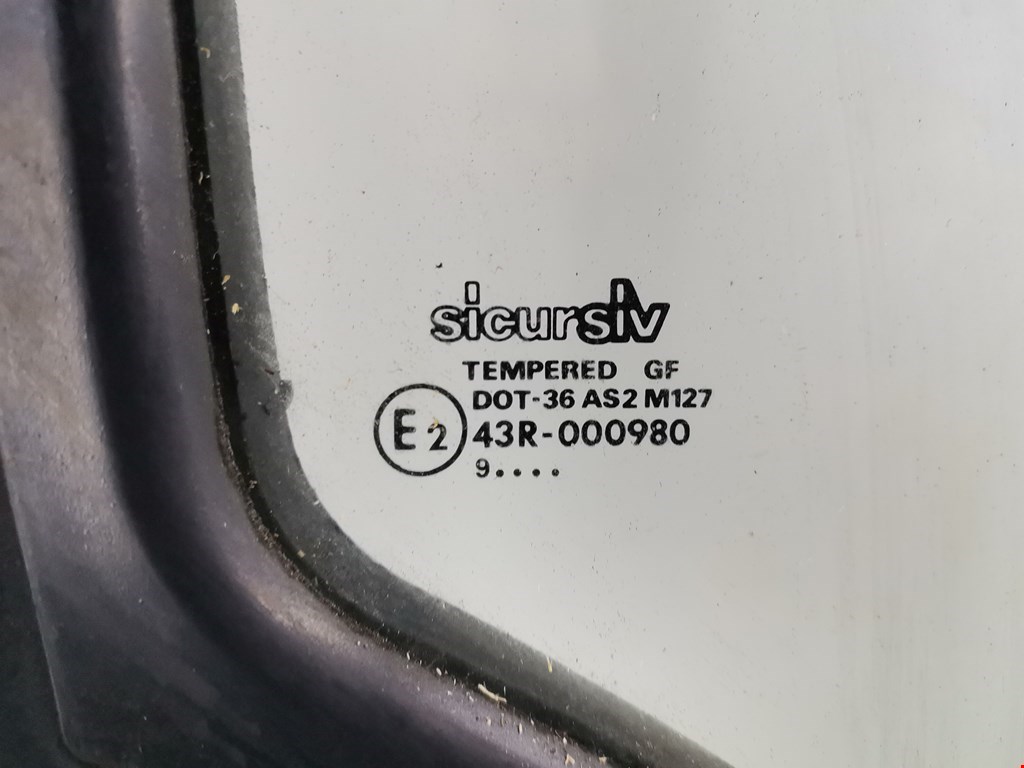 sicursiv
TEMPERED GF
DOT-36 AS2 M127
E2 43R-000980
9....